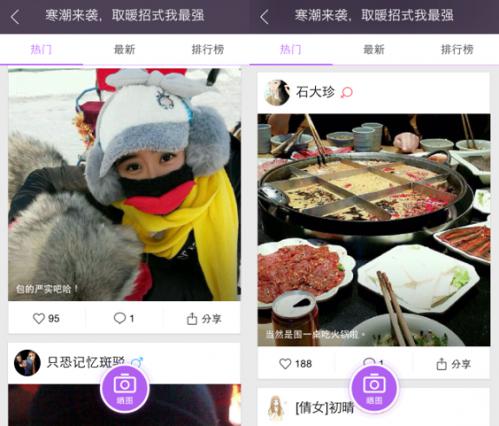 寒潮来袭，取暖招式我最强
热门
最新
排行榜
包的严实吧哈！
95
1
分享
只恐记忆斑驳
晒图
寒潮来袭，取暖招式我最强
热门
最新
排行榜
石大珍
当然是围一桌吃火锅啦。
188
1
分享
[倩女]初晴
晒图